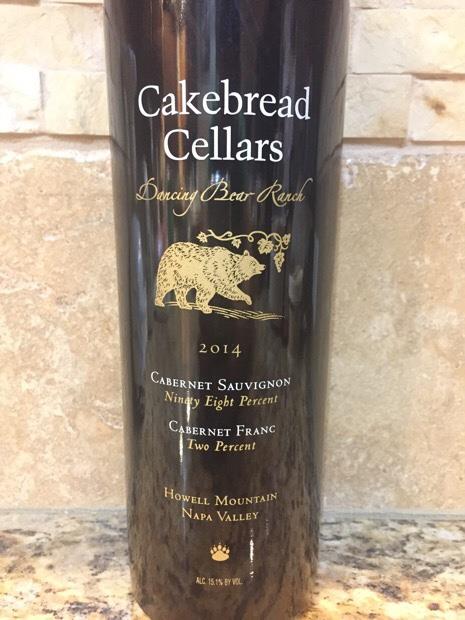 Cakebread
Cellars
Dancing Bear Ranch
2014
Cabernet Sauvignon
Ninety Eight Percent
Cabernet Franc
Two Percent
Howell Mountain
Napa Valley
ALC. 15.1% BY VOL.